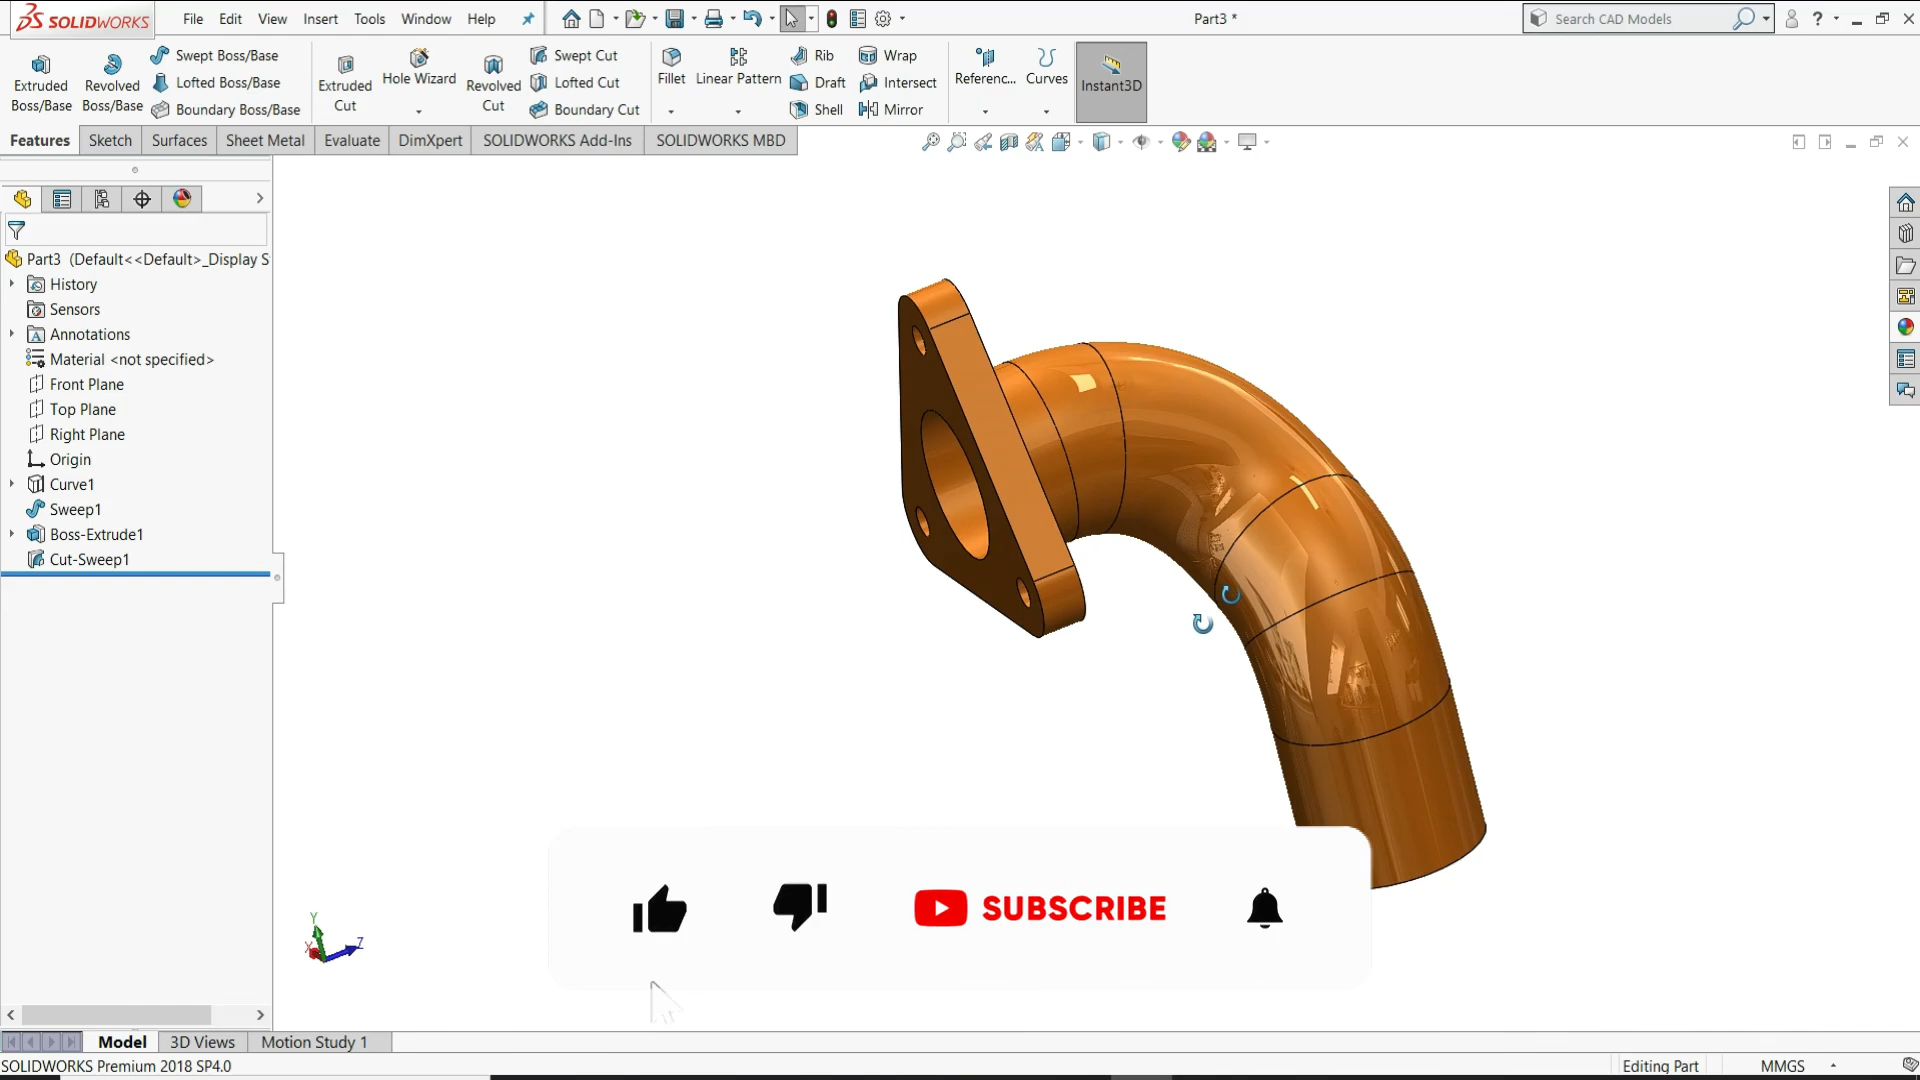 SOLIDWORKS File Edit View Insert Tools Window Help Part3 * Search CAD Models ?
Extruded Boss/Base
Revolved Boss/Base
Swept Boss/Base
Lofted Boss/Base
Boundary Boss/Base
Extruded Cut
Hole Wizard
Revolved Cut
Swept Cut
Lofted Cut
Boundary Cut
Fillet
Linear Pattern
Rib
Draft
Shell
Wrap
Intersect
Mirror
Referenc...
Curves
Instant3D
Features Sketch Surfaces Sheet Metal Evaluate DimXpert SOLIDWORKS Add-Ins SOLIDWORKS MBD
Part3 (Default<<Default>_Display S
History
Sensors
A Annotations
Material <not specified>
Front Plane
Top Plane
Right Plane
Origin
Curve1
Sweep1
Boss-Extrude1
Cut-Sweep1
Y
X Z
SUBSCRIBE
Model 3D Views Motion Study 1
SOLIDWORKS Premium 2018 SP4.0 Editing Part MMGS